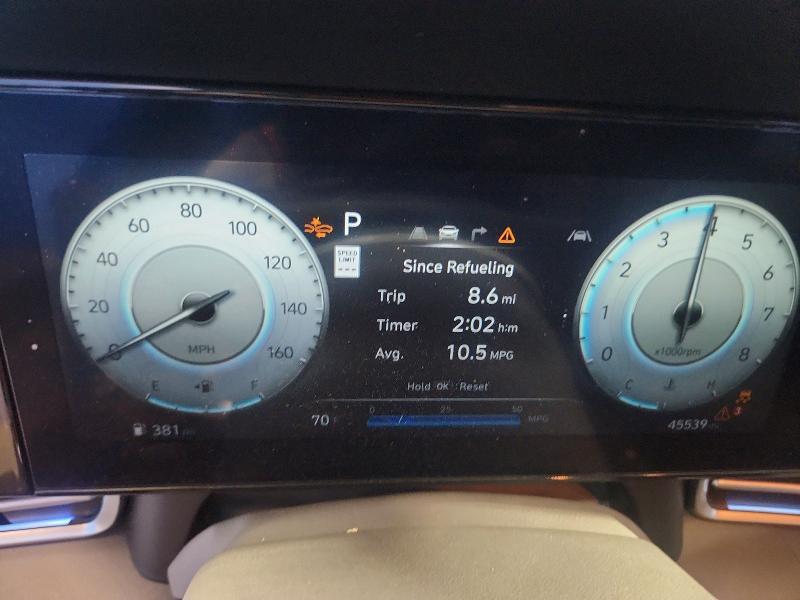 60 80 100
40 120
20 140
0 160
MPH
E F
381
P
SPEED LIMIT
---
Since Refueling
Trip 8.6 mi
Timer 2:02 h:m
Avg. 10.5 MPG
Hold OK : Reset
0 25 50
70 F MPG
3 4 5
2 6
1 7
0 8
x1000rpm
C H
3
45539